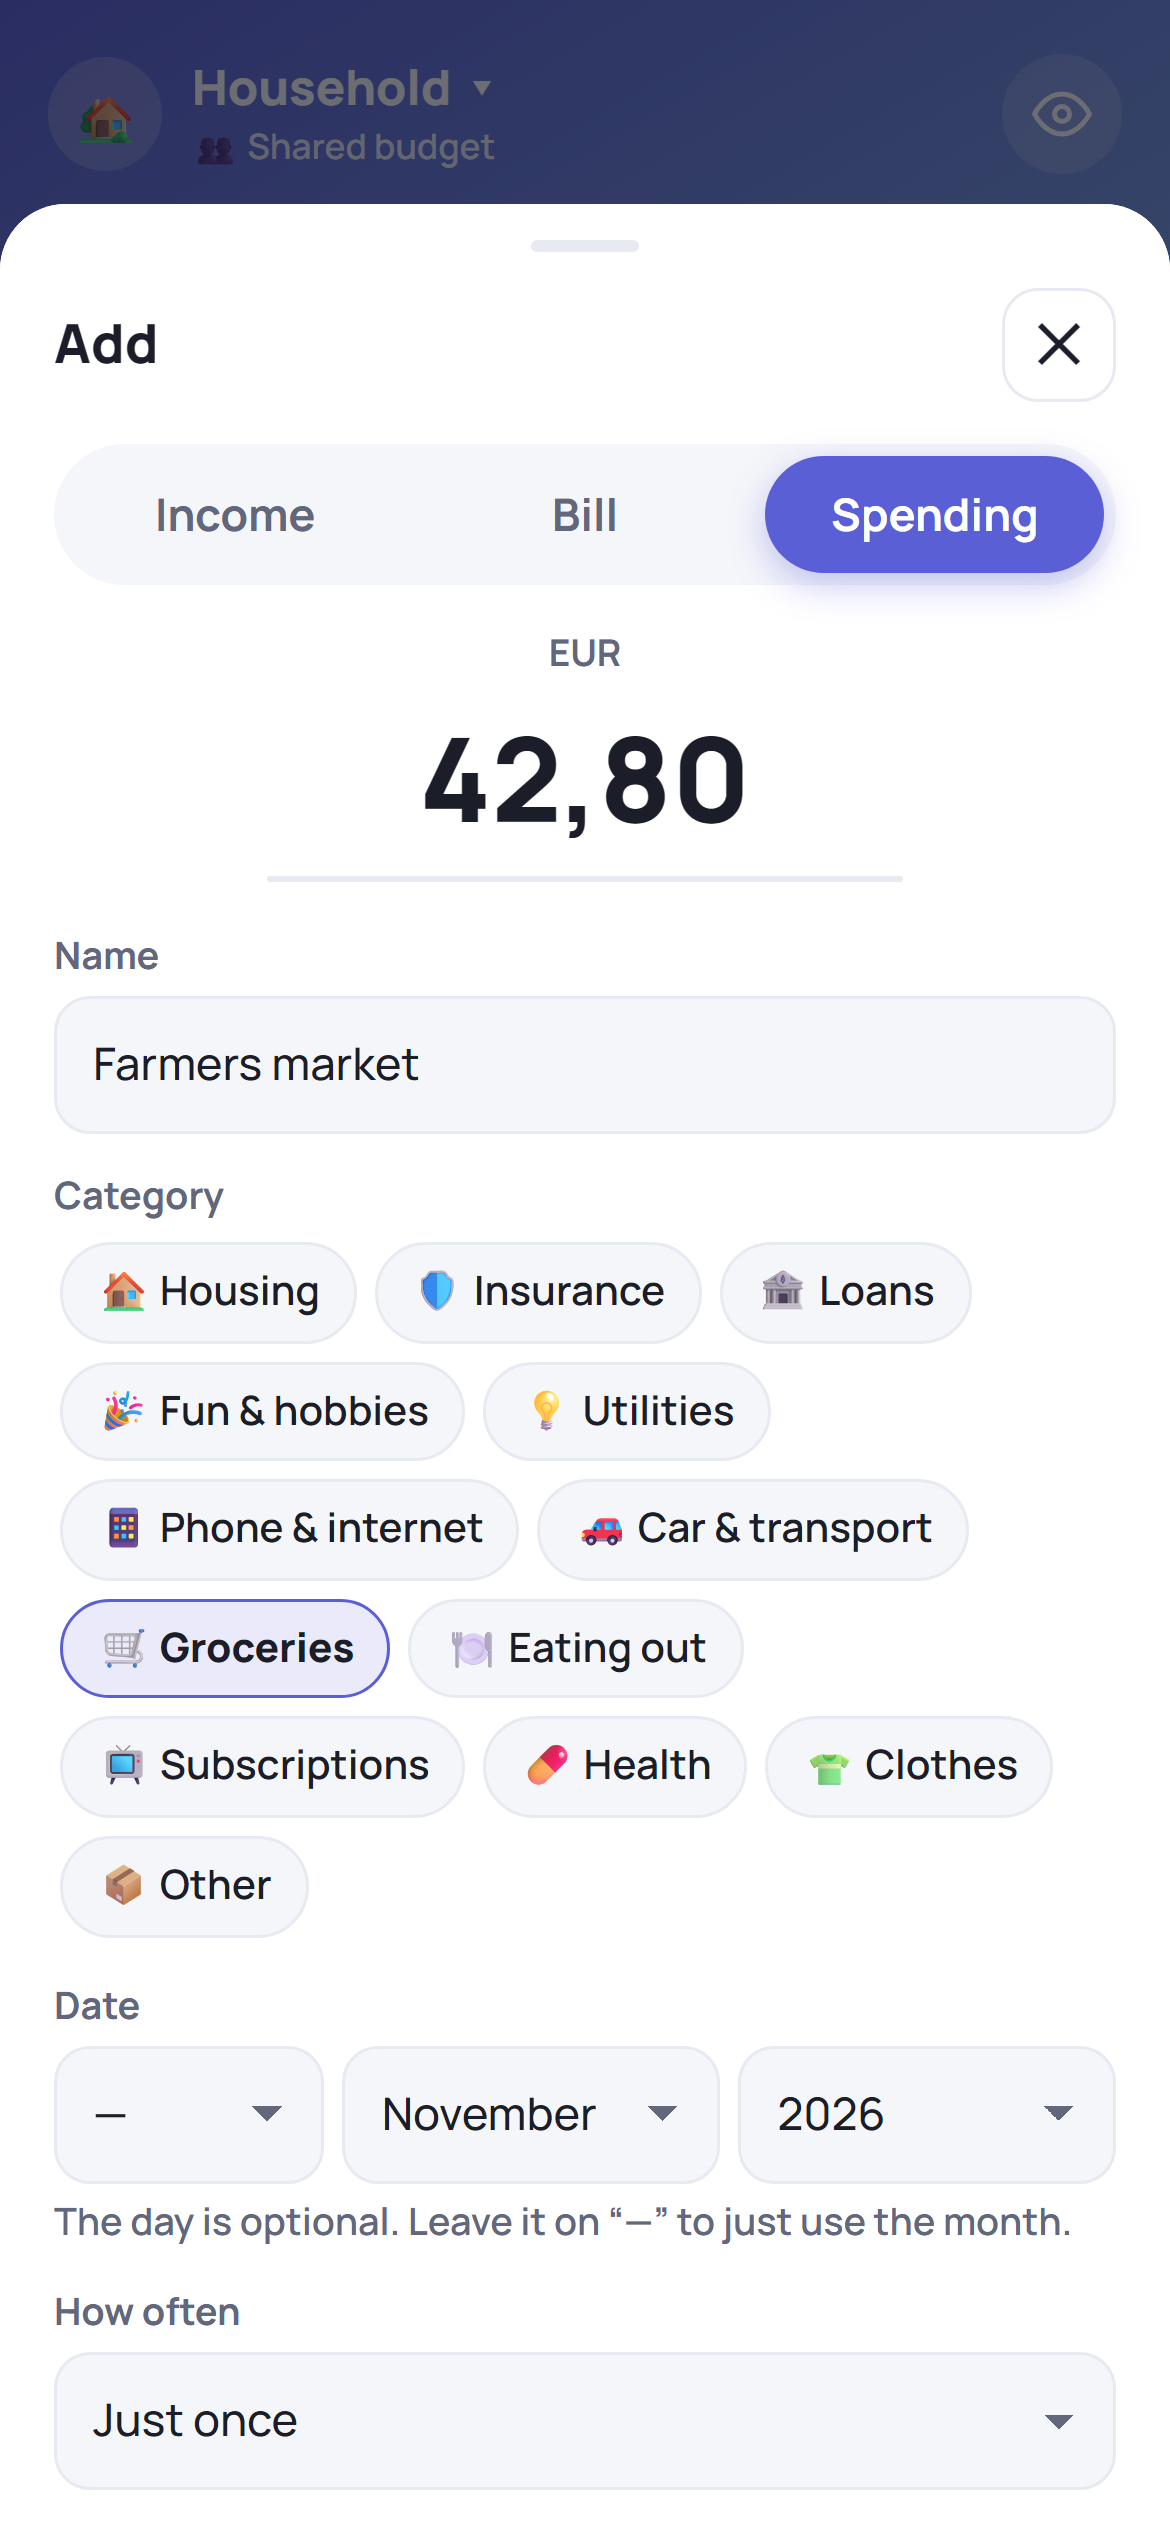 Household
Shared budget
Add
Income Bill Spending
EUR
42,80
Name
Farmers market
Category
Housing Insurance Loans
Fun & hobbies Utilities
Phone & internet Car & transport
Groceries Eating out
Subscriptions Health Clothes
Other
Date
— November 2026
The day is optional. Leave it on “—” to just use the month.
How often
Just once